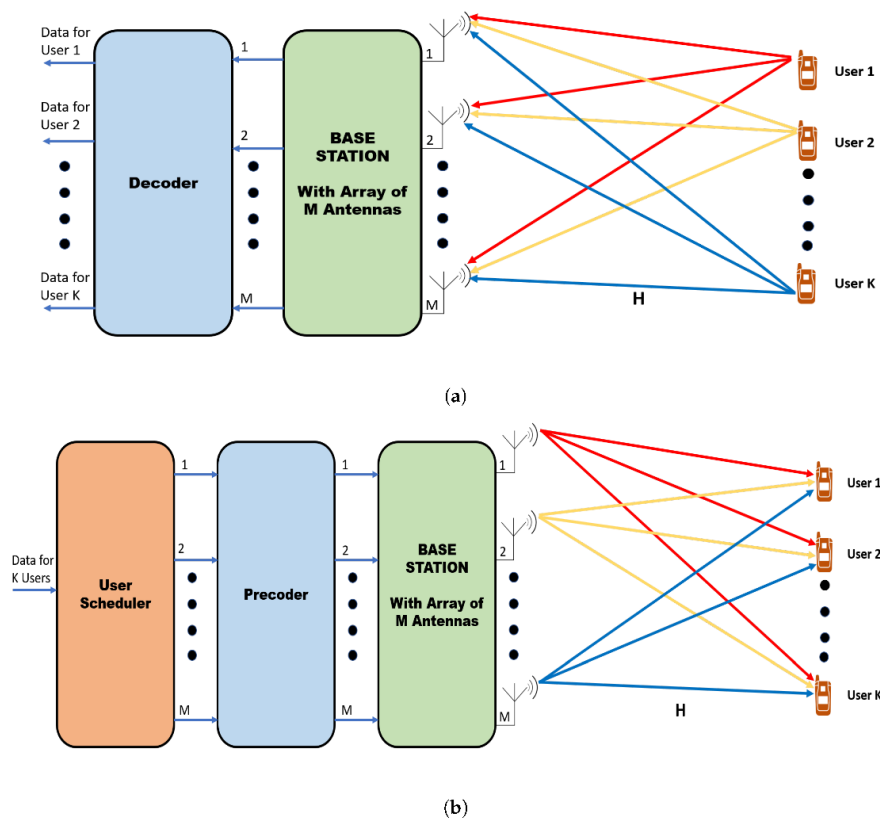 Data for
User 1
1
1
User 1
Data for
User 2
2
BASE
STATION
2
User 2
Decoder
With Array of
M Antennas
Data for
User K
M
M
H
User K
(a)
1
1
1
User 1
Data for
K Users
2
2
BASE
STATION
2
User 2
User
Scheduler
Precoder
With Array of
M Antennas
M
M
M
H
User K
(b)